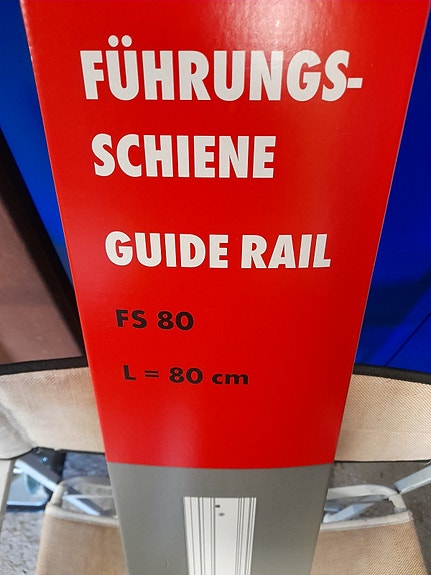 FÜHRUNGS-
SCHIENE
GUIDE RAIL
FS 80
L = 80 cm